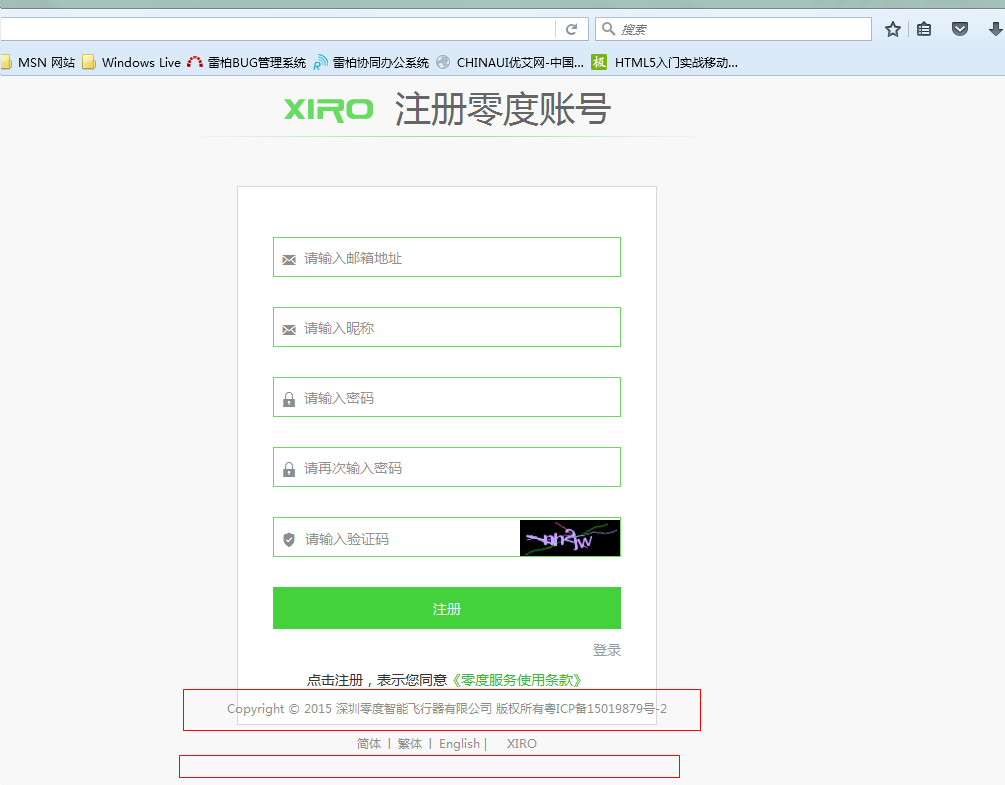 搜索
MSN 网站 Windows Live 雷柏BUG管理系统 雷柏协同办公系统 CHINAUI优艾网-中国... 极 HTML5入门实战移动...
XIRO 注册零度账号
请输入邮箱地址
请输入昵称
请输入密码
请再次输入密码
请输入验证码
注册
登录
点击注册，表示您同意《零度服务使用条款》
Copyright © 2015 深圳零度智能飞行器有限公司 版权所有粤ICP备15019879号-2
简体 | 繁体 | English | XIRO